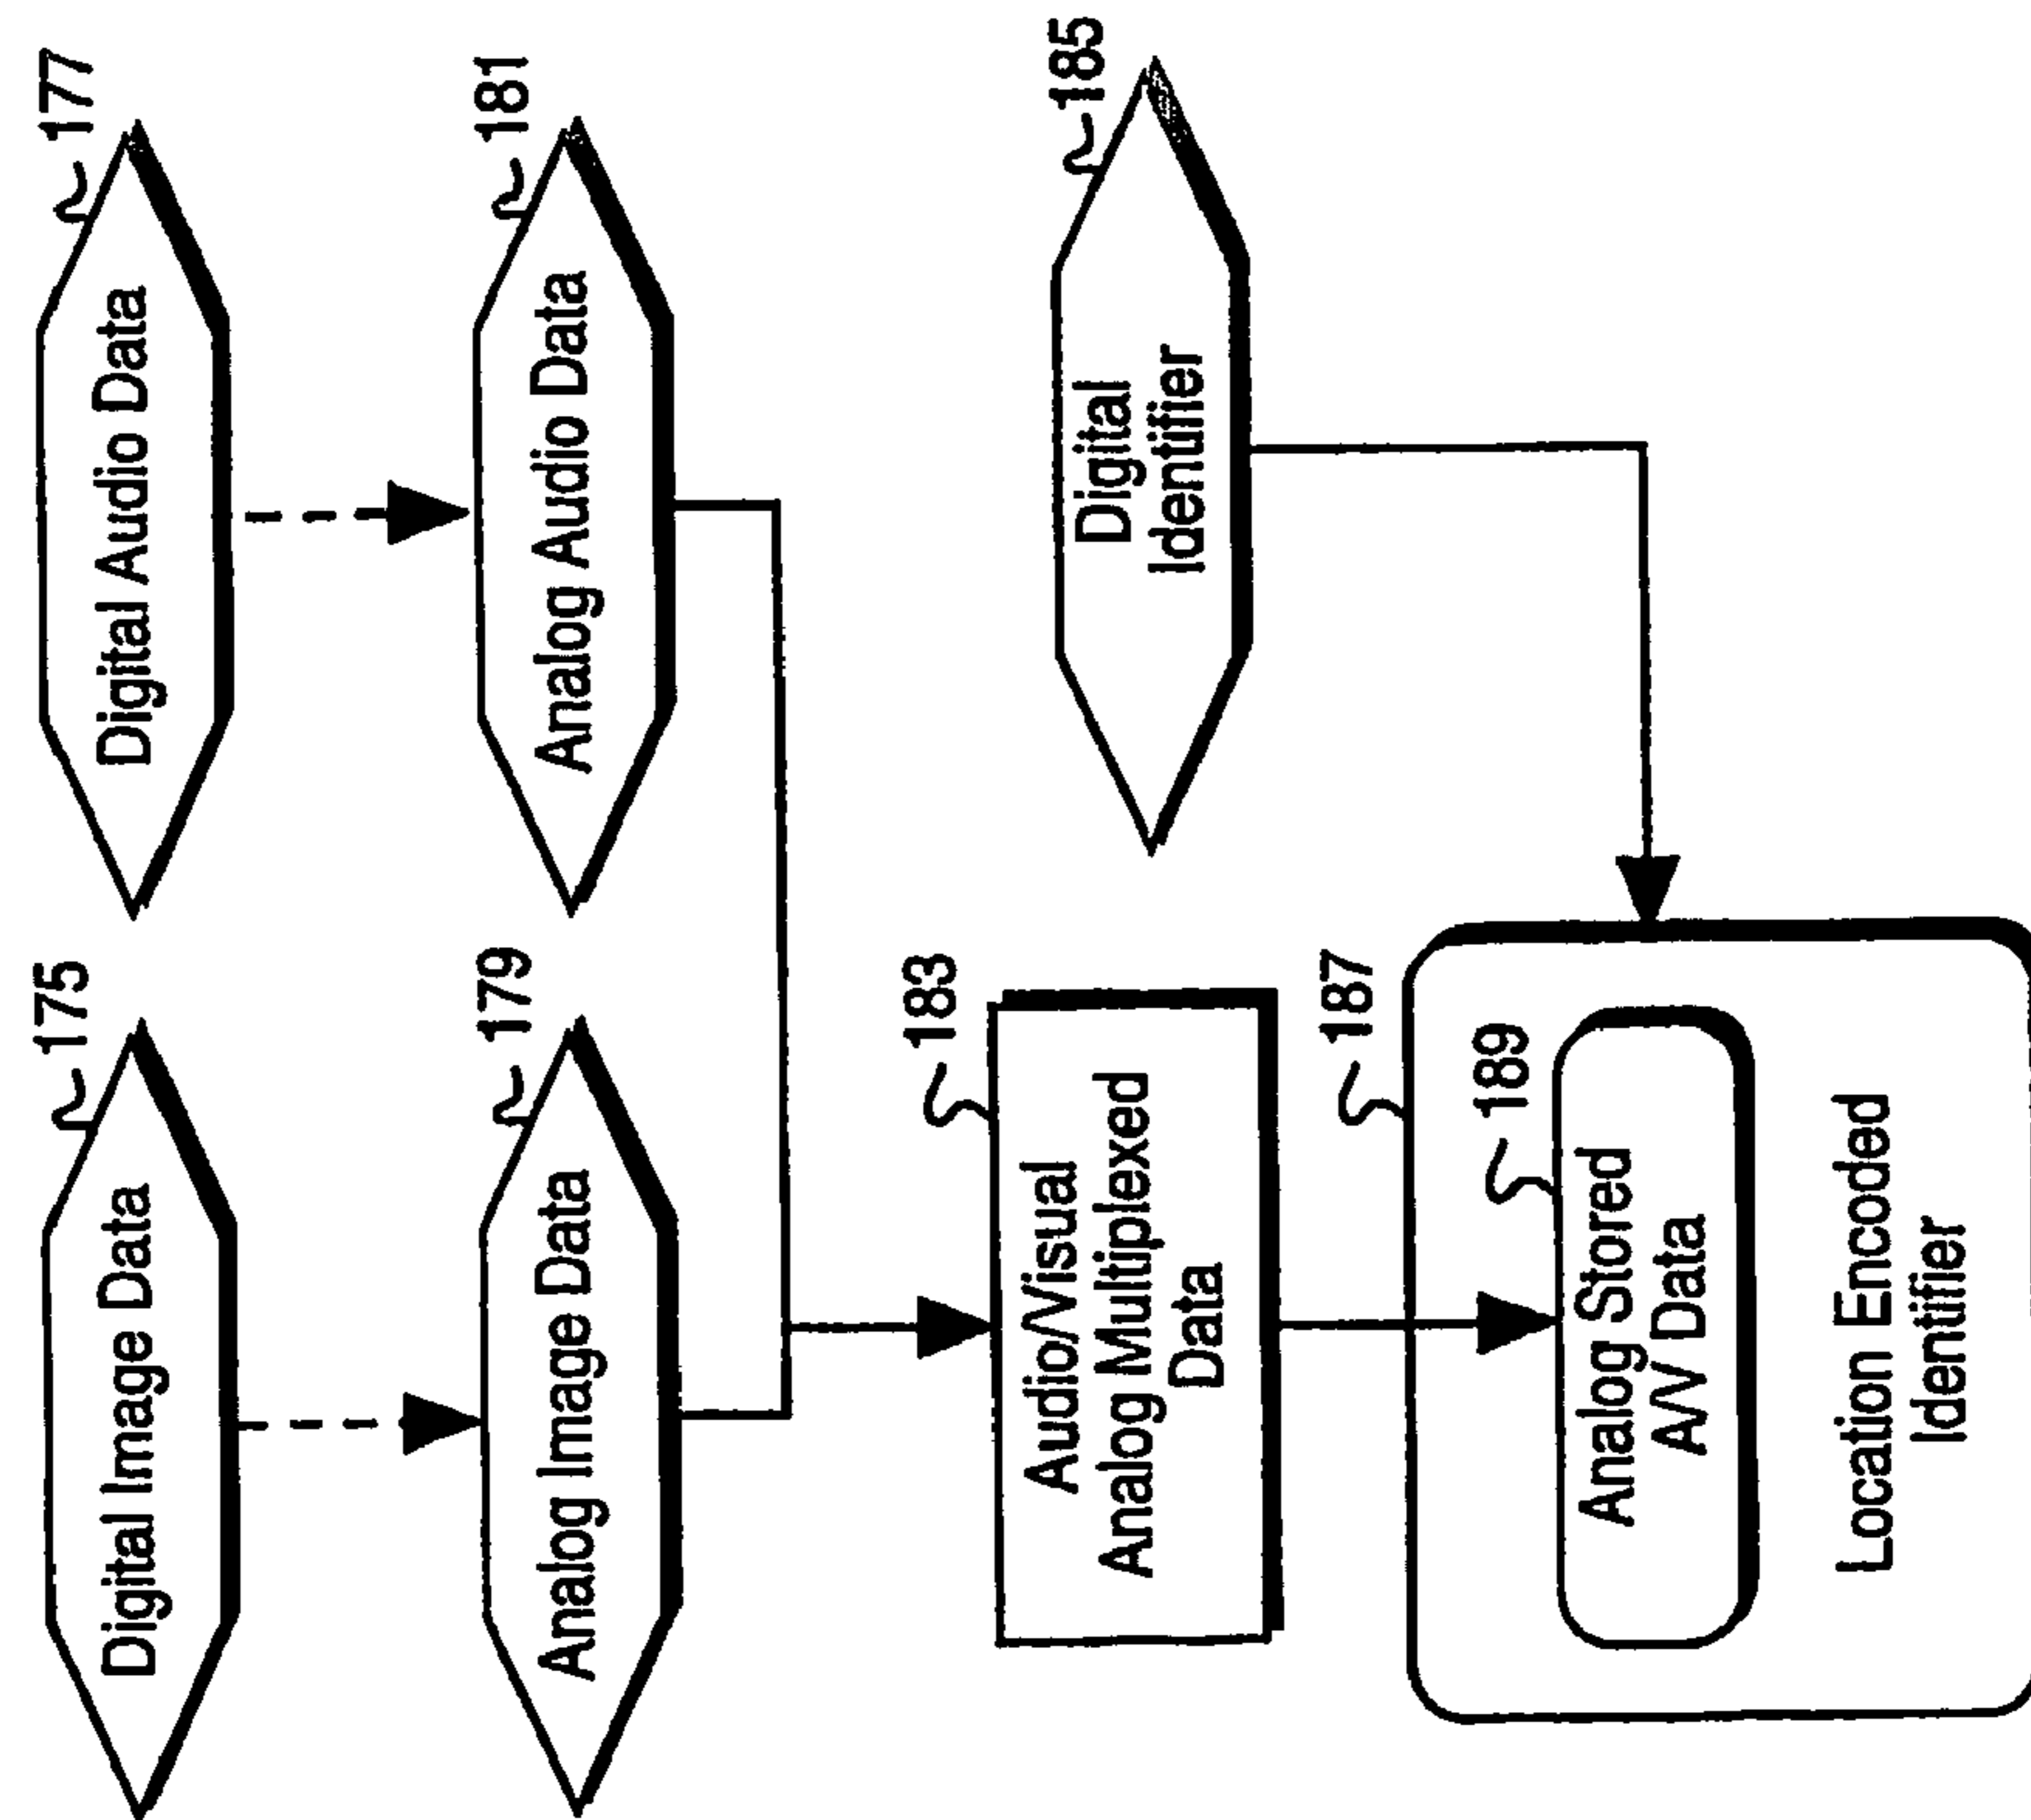 175
Digital Image Data
177
Digital Audio Data
179
Analog Image Data
181
Analog Audio Data
183
Audio/Visual
Analog Multiplexed
Data
185
Digital
Identifier
187
189
Analog Stored
A/V Data
Location Encoded
Identifier